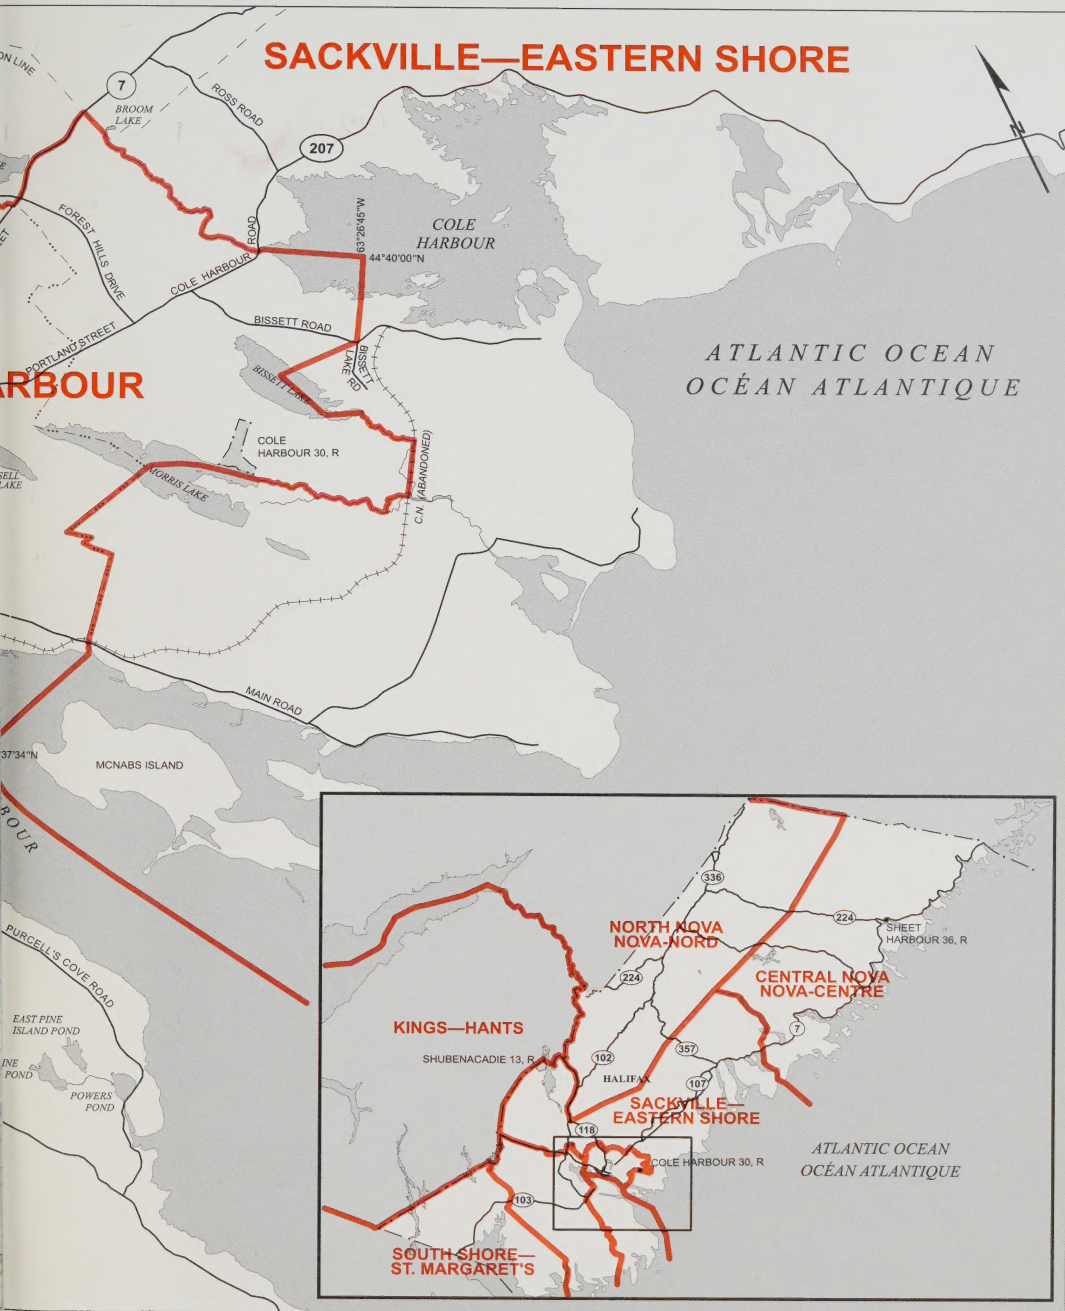 SACKVILLE—EASTERN SHORE
ON LINE
7
BROOM
LAKE
ROSS ROAD
207
N
FOREST HILLS DRIVE
ROAD
COLE HARBOUR
63°26'45"W
44°40'00"N
COLE
HARBOUR
BISSETT ROAD
PORTLAND STREET
BISSETT
LAKE
RD
BISSETT LAKE
ARBOUR
ATLANTIC OCEAN
OCÉAN ATLANTIQUE
COLE
HARBOUR 30, R
MORRIS LAKE
SELL
LAKE
C.N. (ABANDONED)
MAIN ROAD
37'34"N
MCNABS ISLAND
BOUR
PURCELL'S COVE ROAD
EAST PINE
ISLAND POND
INE
POND
POWERS
POND
336
224
SHEET
HARBOUR 36, R
NORTH NOVA
NOVA-NORD
224
CENTRAL NOVA
NOVA-CENTRE
KINGS—HANTS
7
SHUBENACADIE 13, R
102
357
HALIFAX
107
SACKVILLE—
EASTERN SHORE
118
ATLANTIC OCEAN
OCÉAN ATLANTIQUE
COLE HARBOUR 30, R
103
SOUTH SHORE—
ST. MARGARET'S